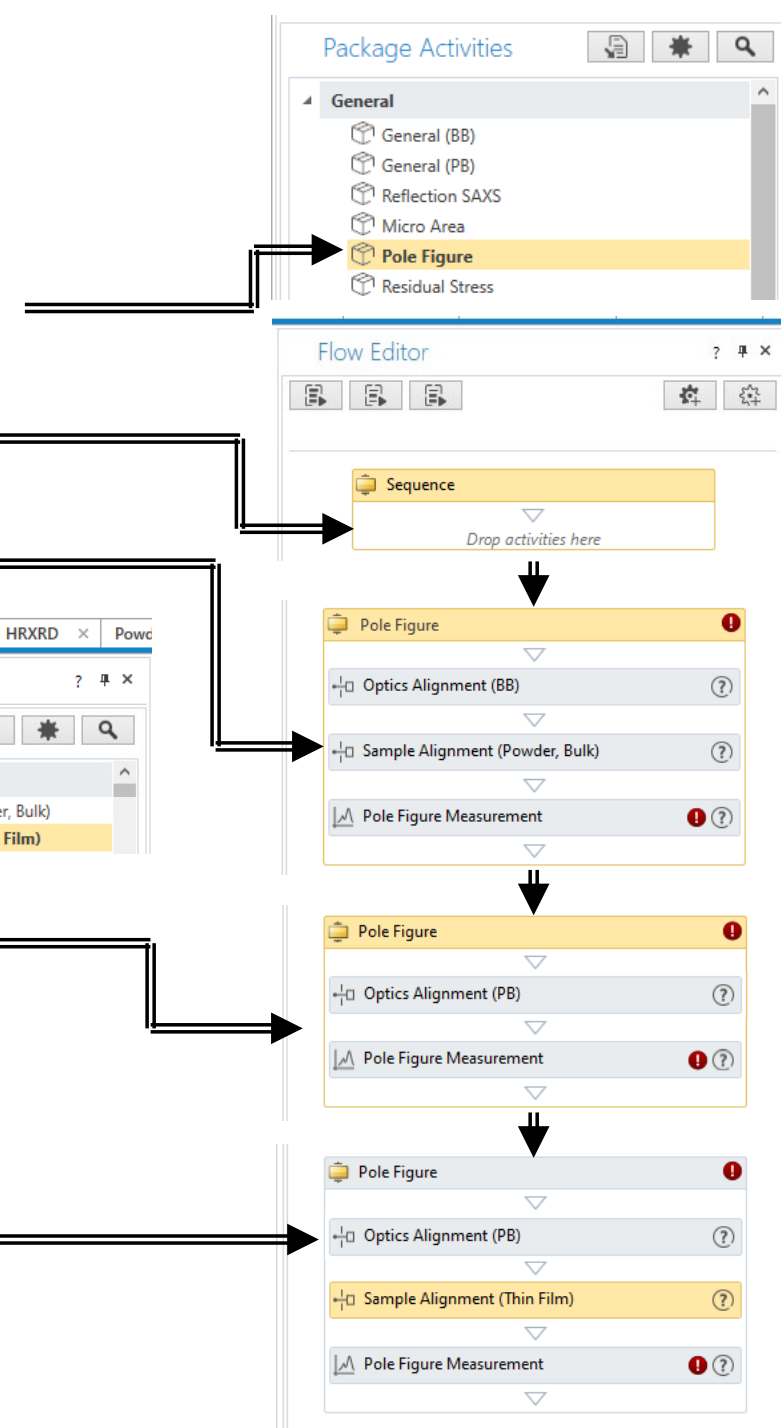 Package Activities
General
General (BB)
General (PB)
Reflection SAXS
Micro Area
Pole Figure
Residual Stress
Flow Editor
?
Sequence
Drop activities here
HRXRD
?
, Bulk)
Film)
Pole Figure
Optics Alignment (BB)
Sample Alignment (Powder, Bulk)
Pole Figure Measurement
Pole Figure
Optics Alignment (PB)
Pole Figure Measurement
Pole Figure
Optics Alignment (PB)
Sample Alignment (Thin Film)
Pole Figure Measurement